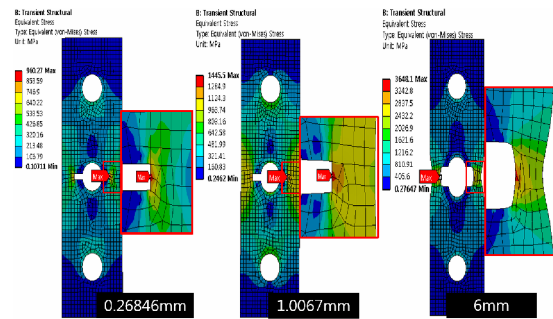 B: Transient Structural
Equivalent Stress
Type: Equivalent (von-Mises) Stress
Unit: MPa
960.27 Max
853.59
746.9
640.22
533.53
426.85
320.16
213.48
0.10711 Min
Max
Max
0.26846mm
B: Transient Structural
Equivalent Stress
Type: Equivalent (von-Mises) Stress
Unit: MPa
1445.5 Max
1284.9
1124.3
963.74
803.16
642.58
481.99
321.41
160.83
0.2462 Min
Max
1.0067mm
B: Transient Structural
Equivalent Stress
Type: Equivalent (von-Mises) Stress
Unit: MPa
3648.1 Max
3242.8
2837.5
2432.2
2026.9
1621.6
1216.2
810.91
405.6
0.27647 Min
Max
6mm